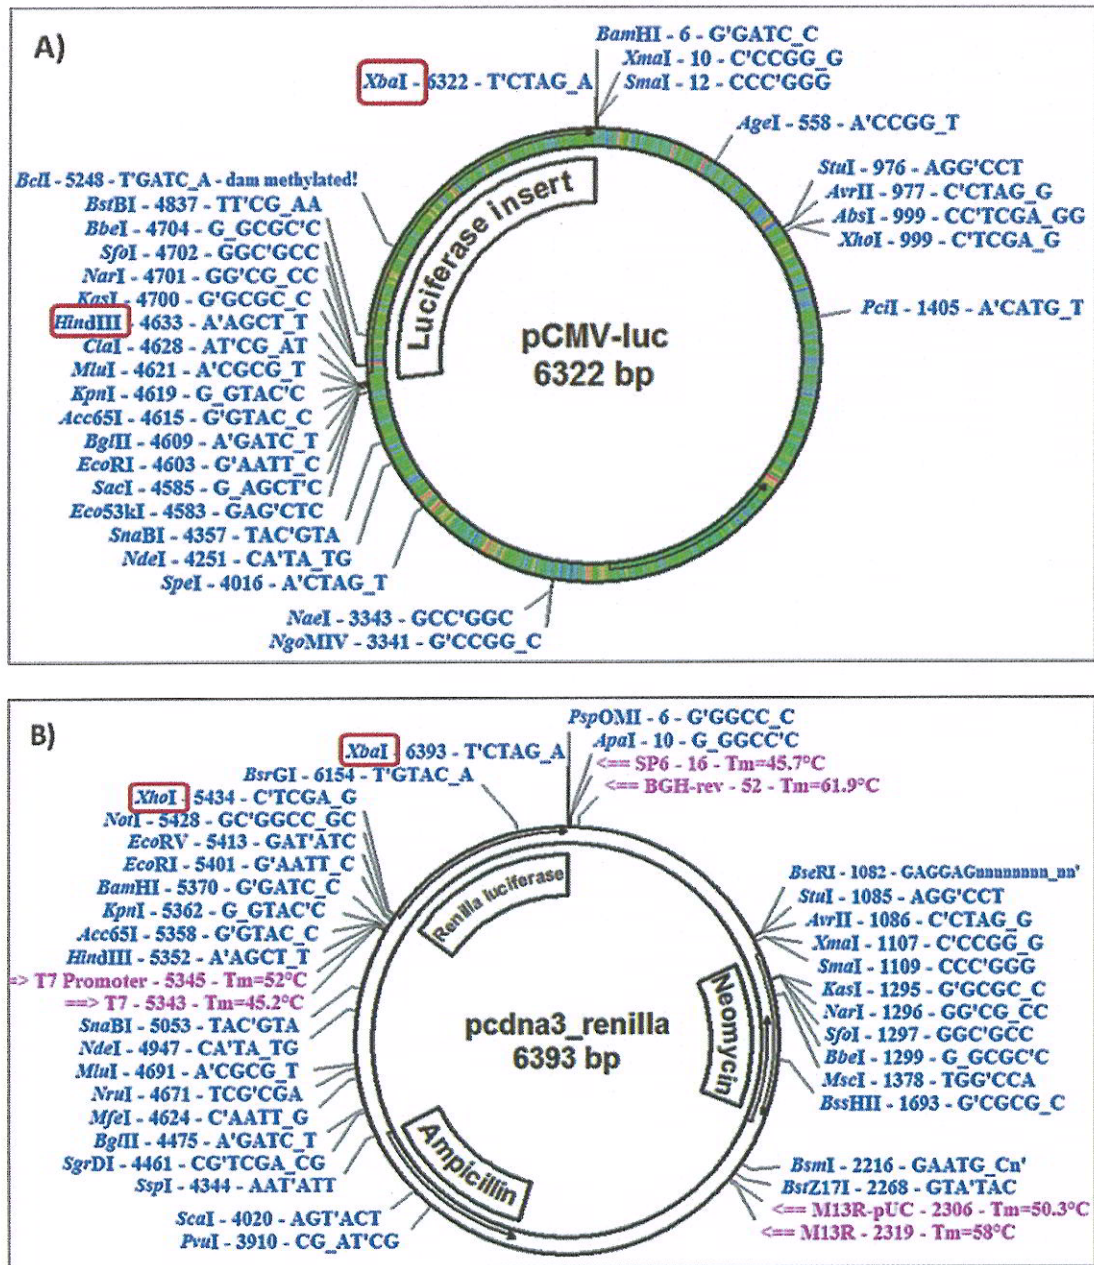 A)
BamHI - 6 - G'GATC_C
XmaI - 10 - C'CCGG_G
SmaI - 12 - CCC'GGG
XbaI - 6322 - T'CTAG_A
AgeI - 558 - A'CCGG_T
StuI - 976 - AGG'CCT
AvrII - 977 - C'CTAG_G
AbsI - 999 - CC'TCGA_GG
XhoI - 999 - C'TCGA_G
PciI - 1405 - A'CATG_T
BclI - 5248 - T'GATC_A - dam methylated!
BstBI - 4837 - TT'CG_AA
BbeI - 4704 - G_GCGC'C
SfoI - 4702 - GGC'GCC
NarI - 4701 - GG'CG_CC
KasI - 4700 - G'GCGC_C
HindIII - 4633 - A'AGCT_T
ClaI - 4628 - AT'CG_AT
MluI - 4621 - A'CGCG_T
KpnI - 4619 - G_GTAC'C
Acc65I - 4615 - G'GTAC_C
BglII - 4609 - A'GATC_T
EcoRI - 4603 - G'AATT_C
SacI - 4585 - G_AGCT'C
Eco53kI - 4583 - GAG'CTC
SnaBI - 4357 - TAC'GTA
NdeI - 4251 - CA'TA_TG
SpeI - 4016 - A'CTAG_T
NaeI - 3343 - GCC'GGC
NgoMIV - 3341 - G'CCGG_C
Luciferase insert
pCMV-luc
6322 bp
B)
PspOMI - 6 - G'GGCC_C
ApaI - 10 - G_GGCC'C
<== SP6 - 16 - Tm=45.7°C
<== BGH-rev - 52 - Tm=61.9°C
XbaI - 6393 - T'CTAG_A
BsrGI - 6154 - T'GTAC_A
XhoI - 5434 - C'TCGA_G
NotI - 5428 - GC'GGCC_GC
EcoRV - 5413 - GAT'ATC
EcoRI - 5401 - G'AATT_C
BamHI - 5370 - G'GATC_C
KpnI - 5362 - G_GTAC'C
Acc65I - 5358 - G'GTAC_C
HindIII - 5352 - A'AGCT_T
=> T7 Promoter - 5345 - Tm=52°C
==> T7 - 5343 - Tm=45.2°C
SnaBI - 5053 - TAC'GTA
NdeI - 4947 - CA'TA_TG
MluI - 4691 - A'CGCG_T
NruI - 4671 - TCG'CGA
MfeI - 4624 - C'AATT_G
BglII - 4475 - A'GATC_T
SgrDI - 4461 - CG'TCGA_CG
SspI - 4344 - AAT'ATT
ScaI - 4020 - AGT'ACT
PvuI - 3910 - CG_AT'CG
BseRI - 1082 - GAGGAGnnnnnnnn_nn'
StuI - 1085 - AGG'CCT
AvrII - 1086 - C'CTAG_G
XmaI - 1107 - C'CCGG_G
SmaI - 1109 - CCC'GGG
KasI - 1295 - G'GCGC_C
NarI - 1296 - GG'CG_CC
SfoI - 1297 - GGC'GCC
BbeI - 1299 - G_GCGC'C
MscI - 1378 - TGG'CCA
BssHII - 1693 - G'CGCG_C
BsmI - 2216 - GAATG_Cn'
BstZ17I - 2268 - GTA'TAC
<== M13R-pUC - 2306 - Tm=50.3°C
<== M13R - 2319 - Tm=58°C
Renilla luciferase
Neomycin
Ampicillin
pcdna3_renilla
6393 bp